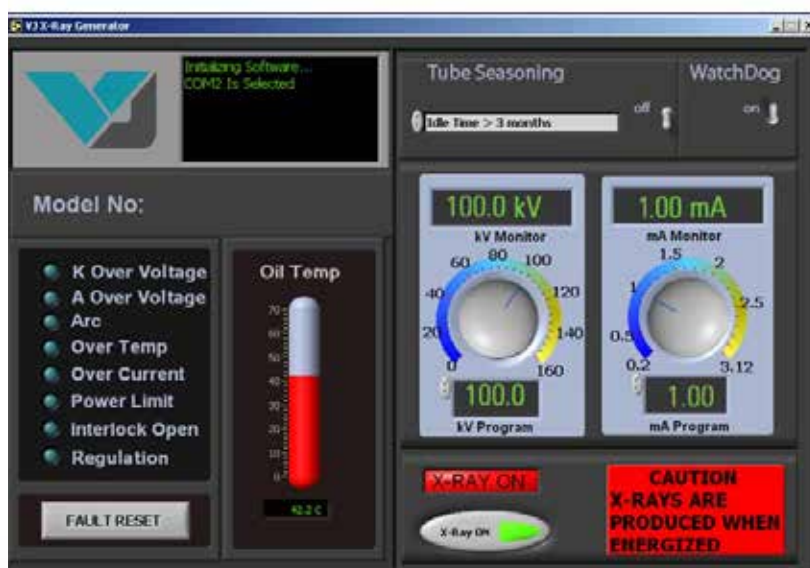 VJ X-Ray Generator
Initializing Software...
COM2 Is Selected
Tube Seasoning
WatchDog
off
Idle Time > 3 months
on
Model No:
K Over Voltage
A Over Voltage
Arc
Over Temp
Over Current
Power Limit
Interlock Open
Regulation
FAULT RESET
Oil Temp
70
60
50
40
30
20
10
0
42.2 C
100.0 kV
kV Monitor
0
20
40
60
80
100
120
140
160
100.0
kV Program
1.00 mA
mA Monitor
0.2
0.5
1
1.5
2
2.5
3.12
1.00
mA Program
X-RAY ON
X-Ray ON
CAUTION
X-RAYS ARE
PRODUCED WHEN
ENERGIZED